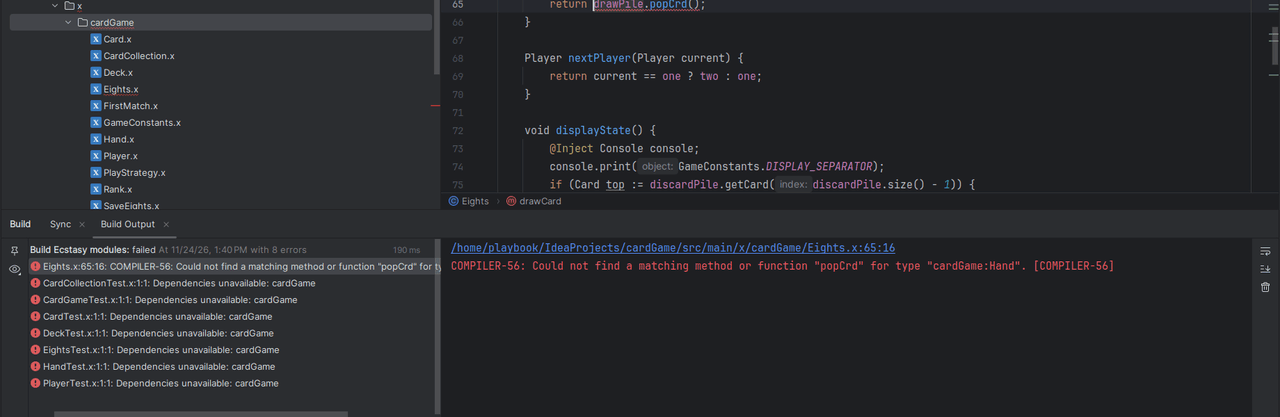 x
cardGame
Card.x
CardCollection.x
Deck.x
Eights.x
FirstMatch.x
GameConstants.x
Hand.x
Player.x
PlayStrategy.x
Rank.x
SaveEights.x
65 return drawPile.popCrd();
66 }
67
68 Player nextPlayer(Player current) {
69 return current == one ? two : one;
70 }
71
72 void displayState() {
73 @Inject Console console;
74 console.print( object: GameConstants.DISPLAY_SEPARATOR);
75 if (Card top := discardPile.getCard( index: discardPile.size() - 1)) {
Eights > drawCard
Build Sync × Build Output ×
Build Ecstasy modules: failed At 11/24/26, 1:40 PM with 8 errors 190 ms
Eights.x:65:16: COMPILER-56: Could not find a matching method or function "popCrd" for ty
CardCollectionTest.x:1:1: Dependencies unavailable: cardGame
CardGameTest.x:1:1: Dependencies unavailable: cardGame
CardTest.x:1:1: Dependencies unavailable: cardGame
DeckTest.x:1:1: Dependencies unavailable: cardGame
EightsTest.x:1:1: Dependencies unavailable: cardGame
HandTest.x:1:1: Dependencies unavailable: cardGame
PlayerTest.x:1:1: Dependencies unavailable: cardGame
/home/playbook/IdeaProjects/cardGame/src/main/x/cardGame/Eights.x:65:16
COMPILER-56: Could not find a matching method or function "popCrd" for type "cardGame:Hand". [COMPILER-56]